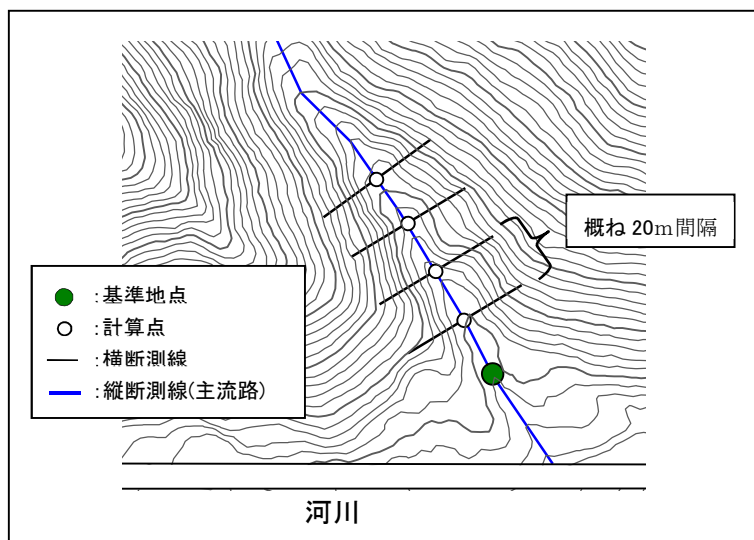 概ね 20m間隔
:基準地点
:計算点
:横断測線
:縦断測線(主流路)
河川